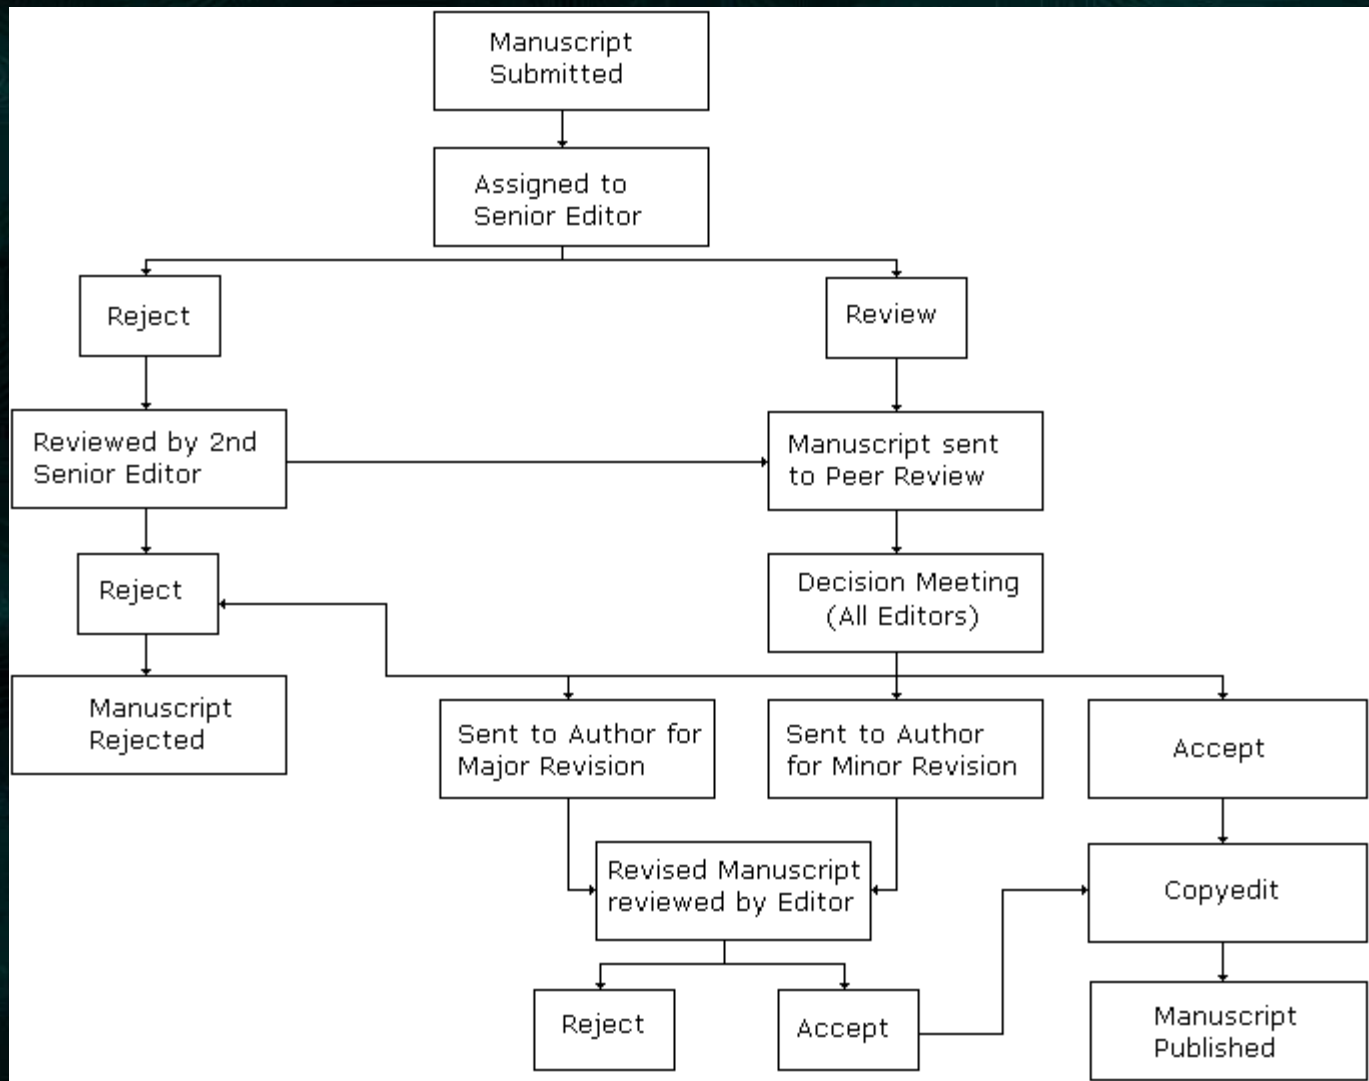 Manuscript
Submitted
Assigned to
Senior Editor
Reject
Review
Reviewed by 2nd
Senior Editor
Manuscript sent
to Peer Review
Reject
Decision Meeting
(All Editors)
Manuscript
Rejected
Sent to Author for
Major Revision
Sent to Author
for Minor Revision
Accept
Revised Manuscript
reviewed by Editor
Copyedit
Reject
Accept
Manuscript
Published